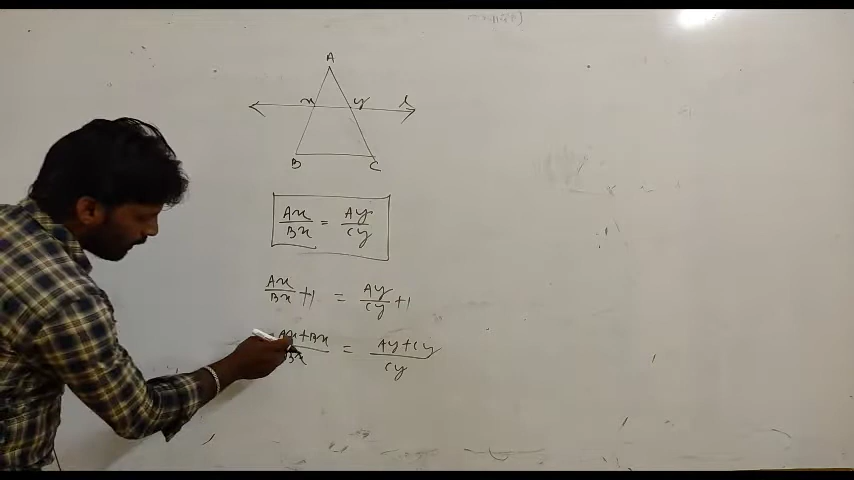 A
x y l
B C
Ax/Bx = Ay/Cy
Ax/Bx + 1 = Ay/Cy + 1
Ax+Bx/Bx = Ay+Cy/Cy